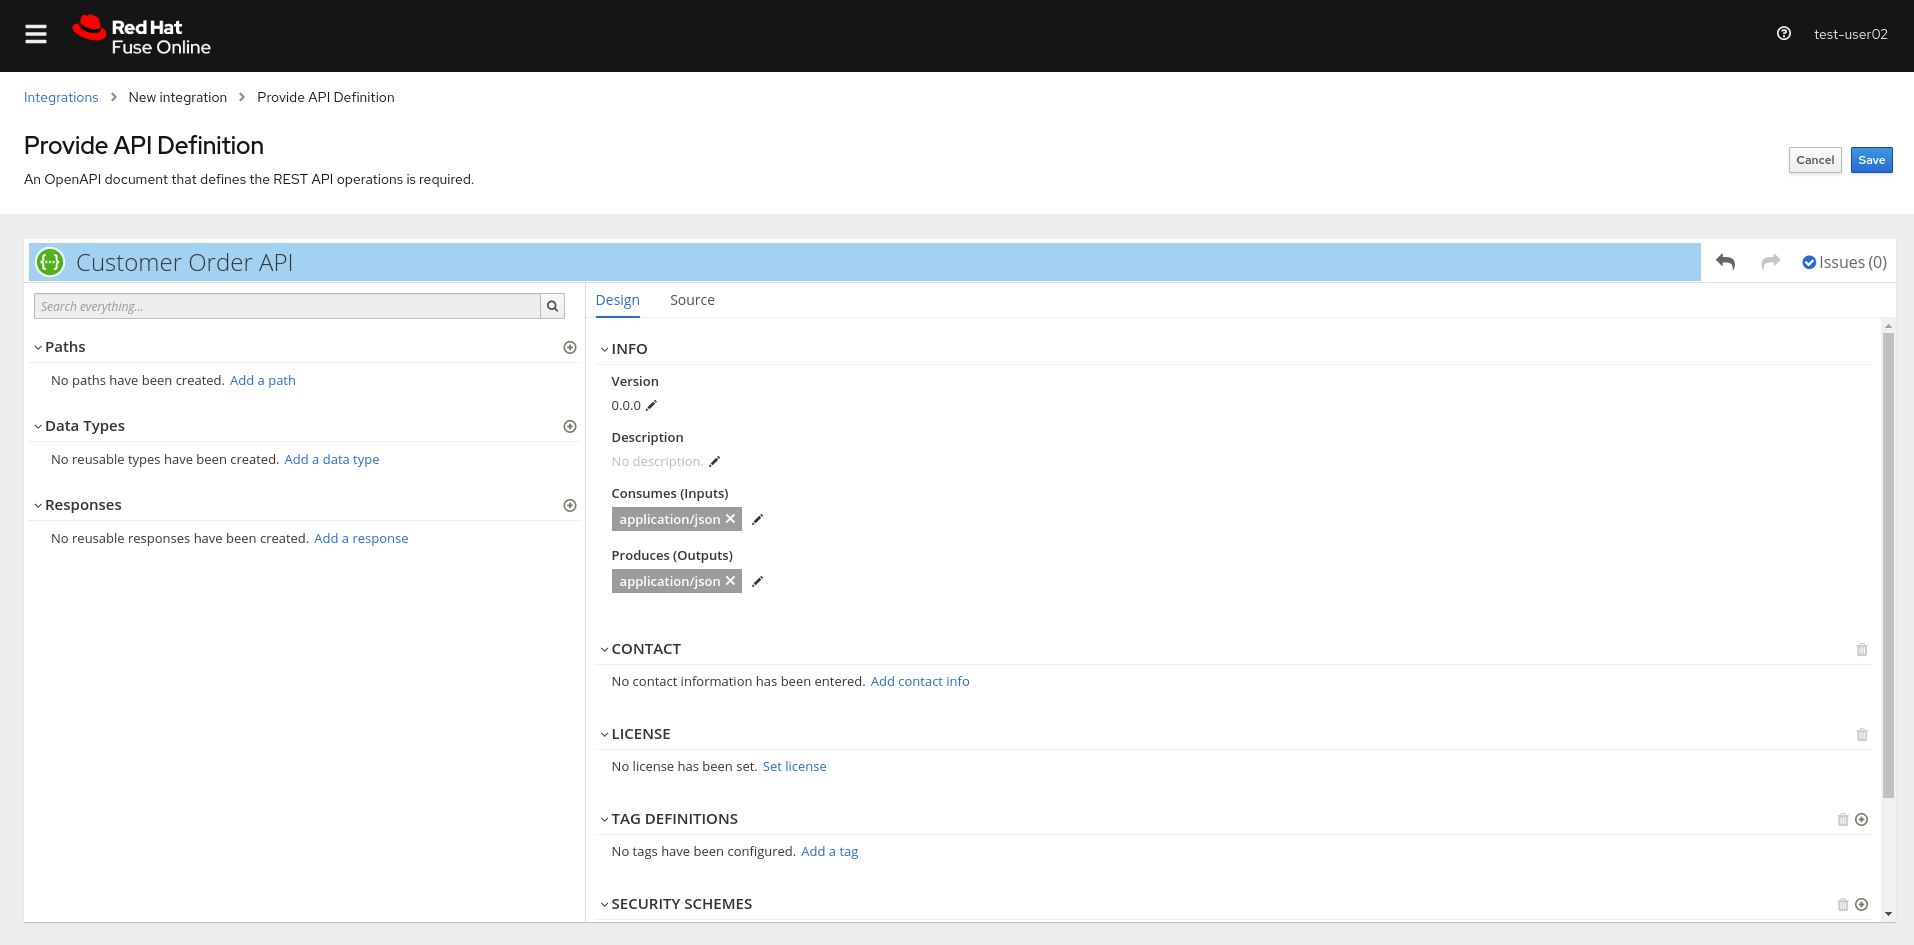 Red Hat
Fuse Online
test-user02
Integrations > New integration > Provide API Definition
Provide API Definition
An OpenAPI document that defines the REST API operations is required.
Cancel
Save
Customer Order API
Issues (0)
Search everything...
Paths
No paths have been created. Add a path
Data Types
No reusable types have been created. Add a data type
Responses
No reusable responses have been created. Add a response
Design Source
INFO
Version
0.0.0
Description
No description.
Consumes (Inputs)
application/json
Produces (Outputs)
application/json
CONTACT
No contact information has been entered. Add contact info
LICENSE
No license has been set. Set license
TAG DEFINITIONS
No tags have been configured. Add a tag
SECURITY SCHEMES